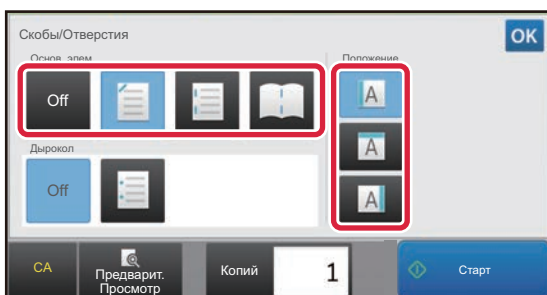 Скобы/Отверстия
OK
Основ. элем
Положение
Off
A
A
A
Дырокол
Off
CA
Предварит.
Просмотр
Копий
1
Старт